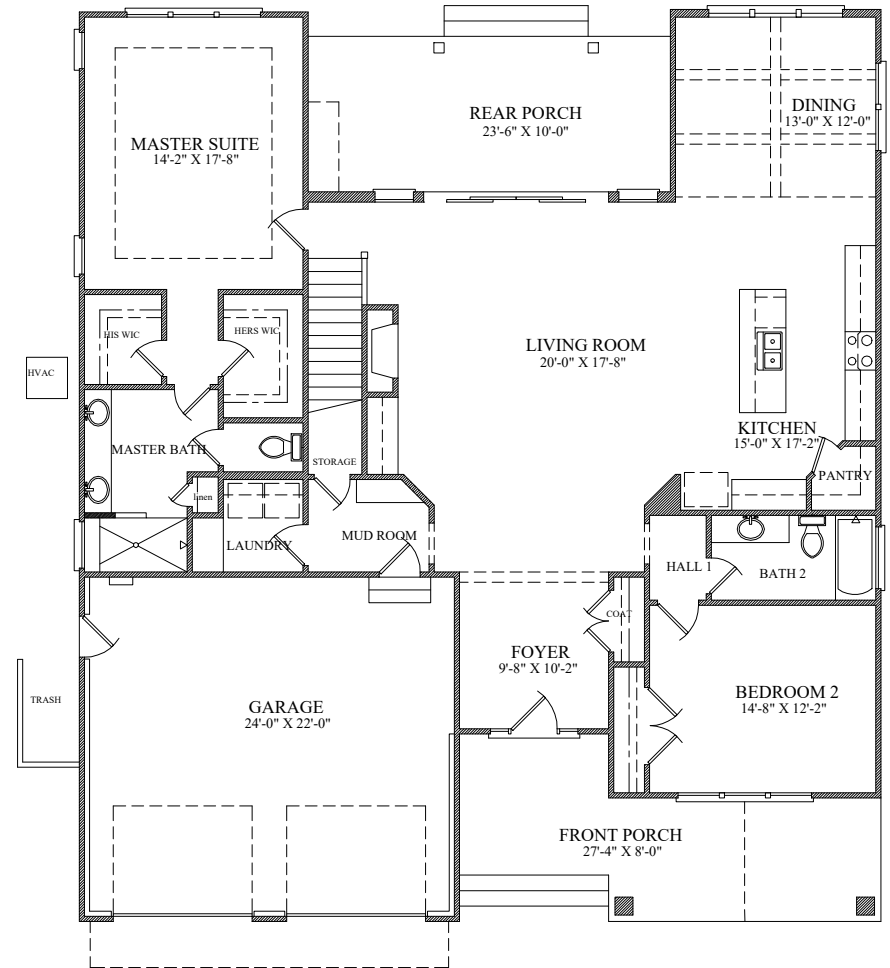 REAR PORCH
23'-6" X 10'-0"
DINING
13'-0" X 12'-0"
MASTER SUITE
14'-2" X 17'-8"
HIS WIC
HERS WIC
HVAC
LIVING ROOM
20'-0" X 17'-8"
KITCHEN
15'-0" X 17'-2"
MASTER BATH
STORAGE
PANTRY
linen
LAUNDRY
MUD ROOM
HALL 1
BATH 2
COAT
FOYER
9'-8" X 10'-2"
TRASH
GARAGE
24'-0" X 22'-0"
BEDROOM 2
14'-8" X 12'-2"
FRONT PORCH
27'-4" X 8'-0"